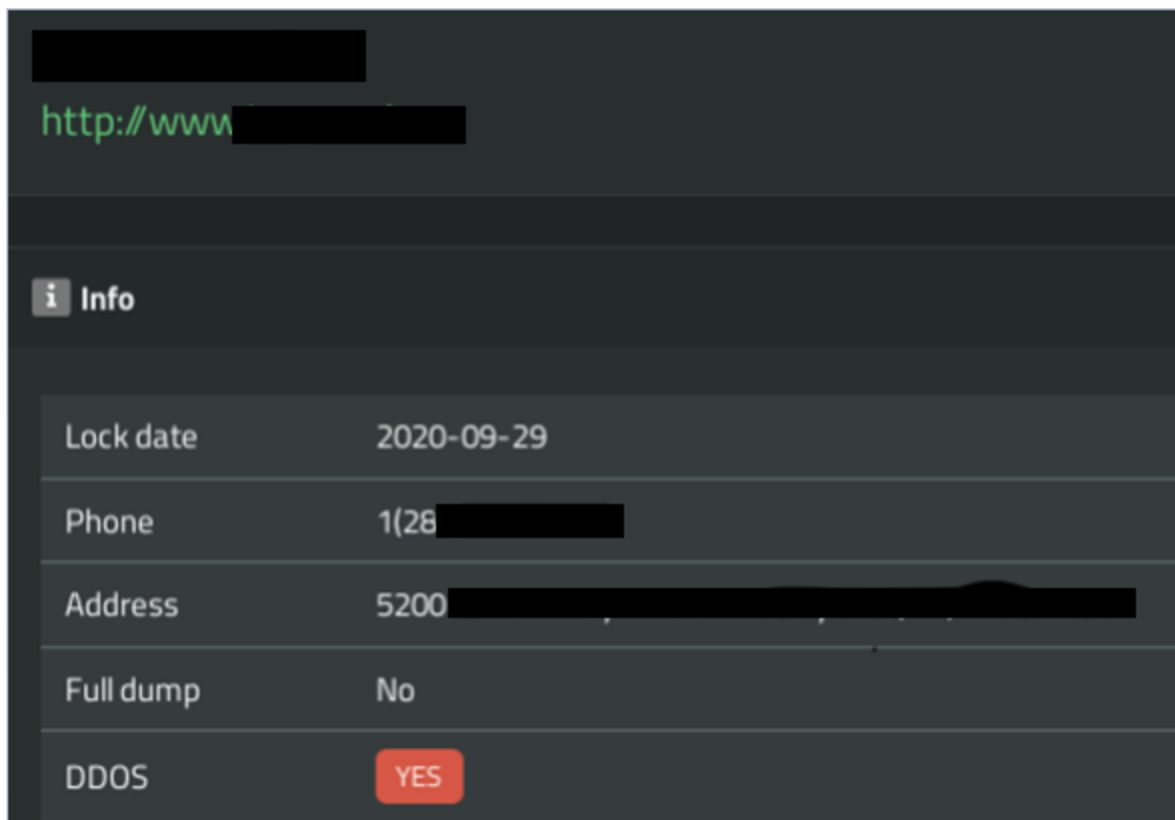 http://www
i Info
Lock date 2020-09-29
Phone 1(28
Address 5200
Full dump No
DDOS YES